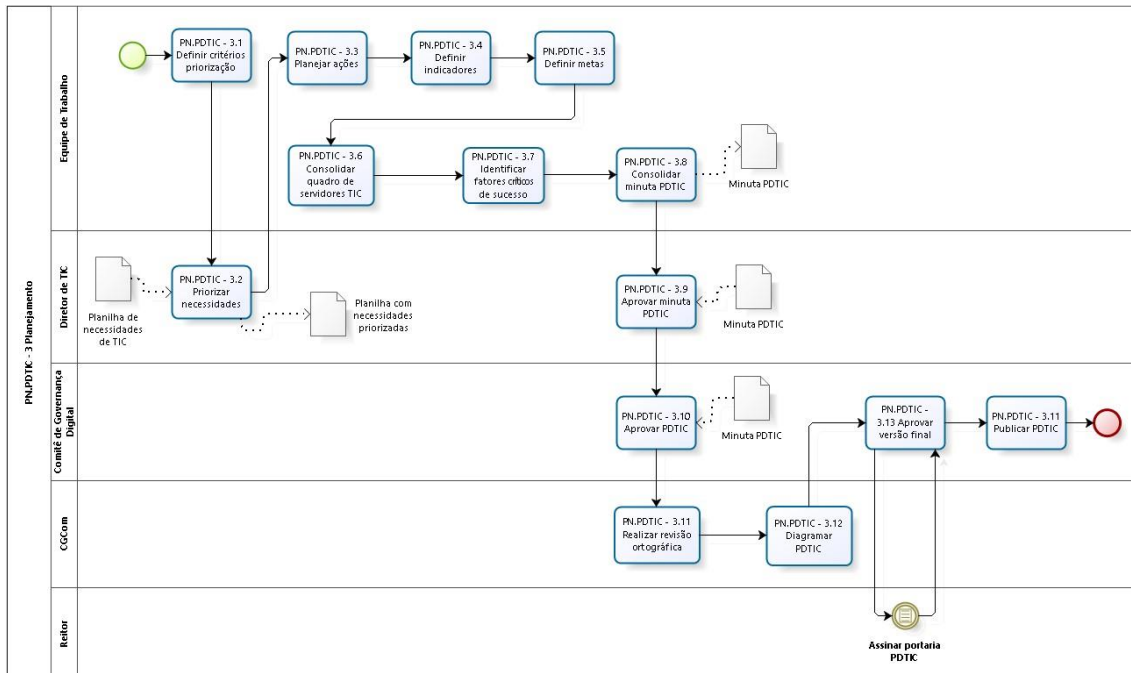 PN.PDTIC - 3 Planejamento
Equipe de Trabalho
PN.PDTIC - 3.1
Definir critérios
priorização
PN.PDTIC - 3.3
Planejar ações
PN.PDTIC - 3.4
Definir
indicadores
PN.PDTIC - 3.5
Definir metas
PN.PDTIC - 3.6
Consolidar
quadro de
servidores TIC
PN.PDTIC - 3.7
Identificar
fatores críticos
de sucesso
PN.PDTIC - 3.8
Consolidar
minuta PDTIC
Minuta PDTIC
Diretor de TIC
Planilha de
necessidades
de TIC
PN.PDTIC - 3.2
Priorizar
necessidades
Planilha com
necessidades
priorizadas
PN.PDTIC - 3.9
Aprovar minuta
PDTIC
Minuta PDTIC
Comitê de Governança
Digital
PN.PDTIC - 3.10
Aprovar PDTIC
Minuta PDTIC
PN.PDTIC -
3.13 Aprovar
versão final
PN.PDTIC - 3.11
Publicar PDTIC
CGCom
PN.PDTIC - 3.11
Realizar revisão
ortográfica
PN.PDTIC - 3.12
Diagramar
PDTIC
Reitor
Assinar portaria
PDTIC